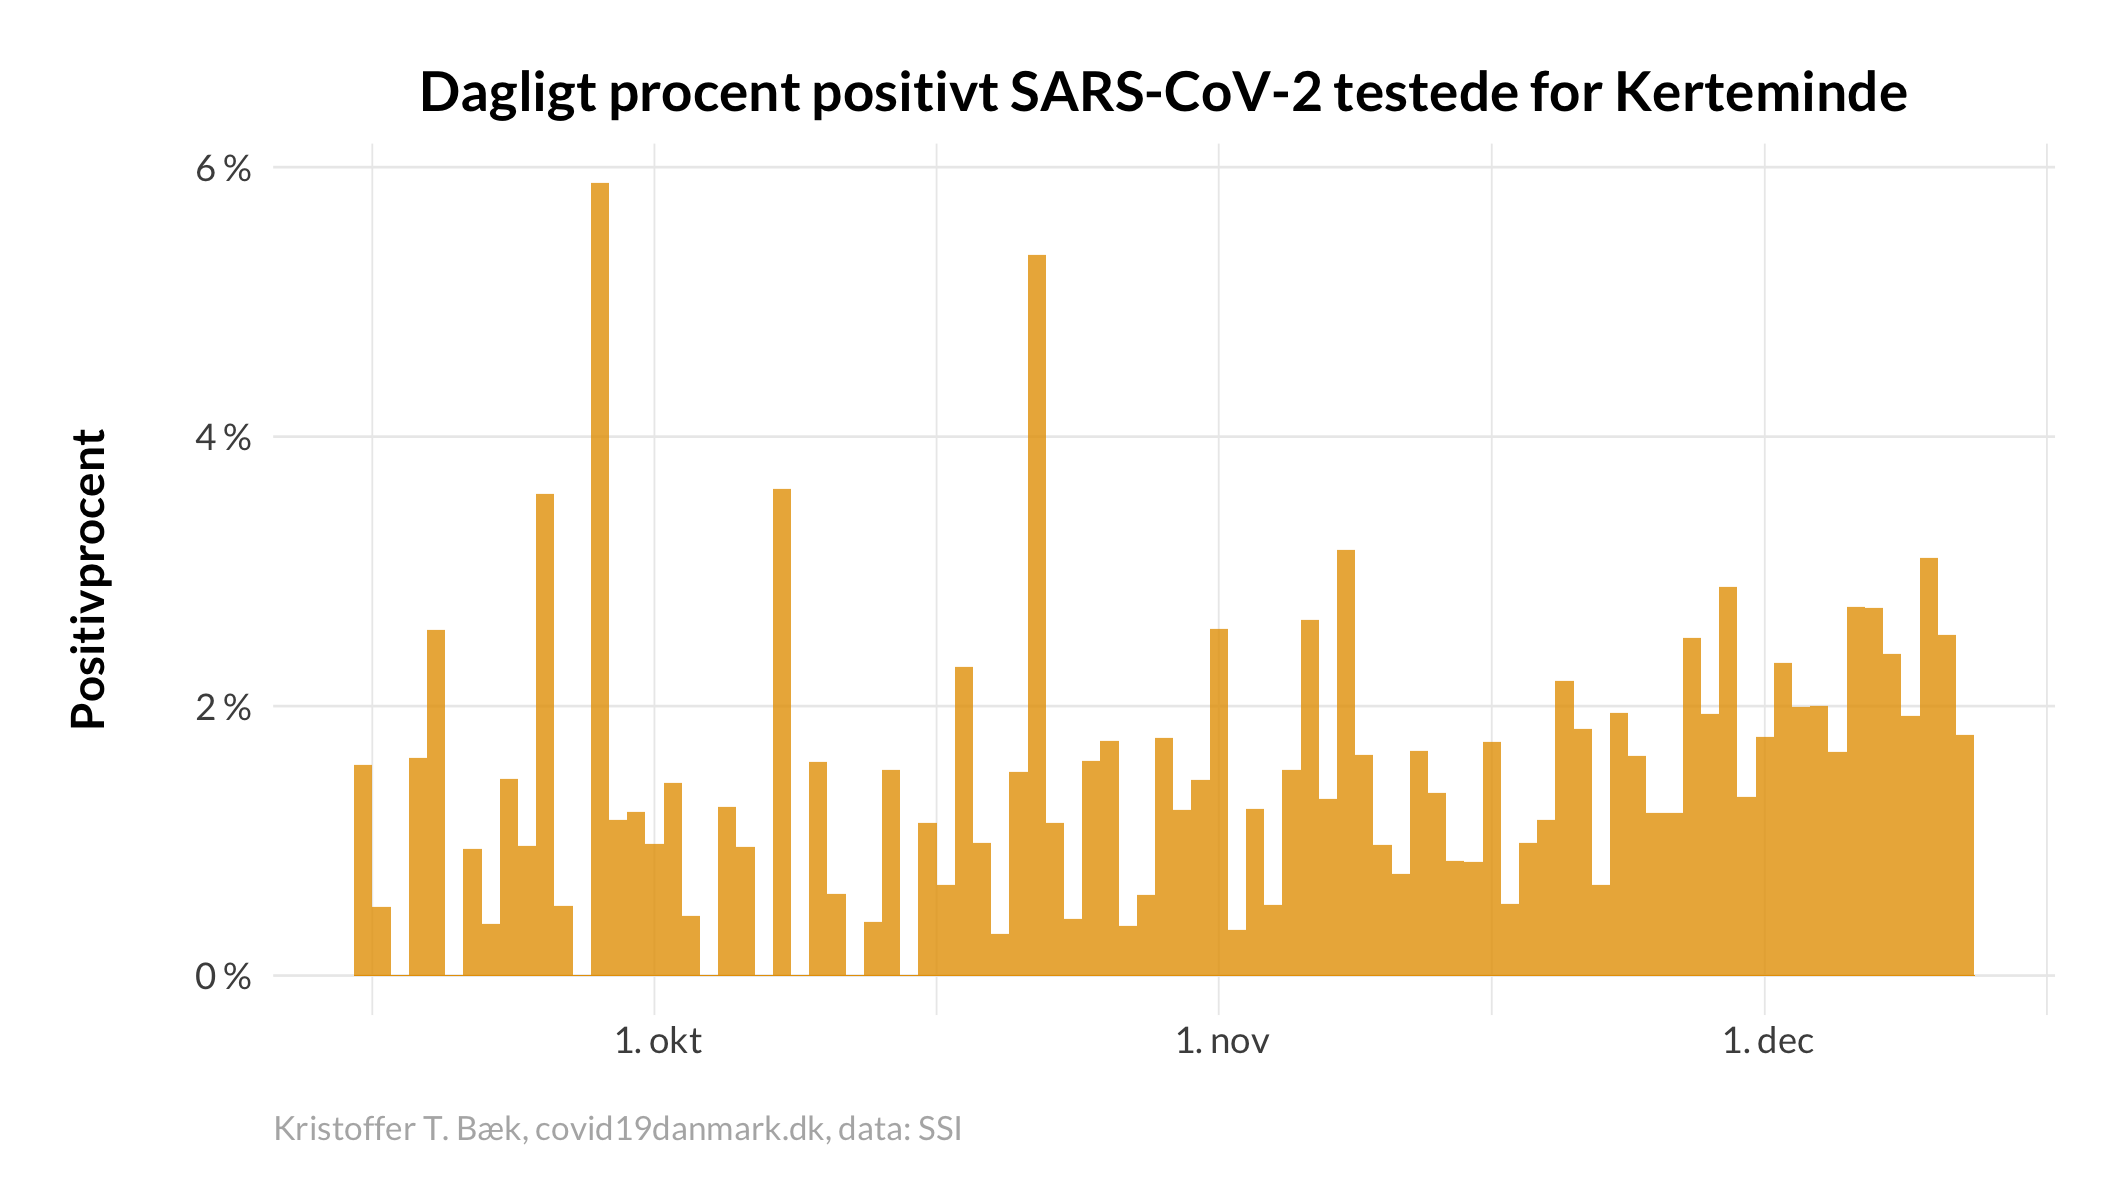 Dagligt procent positivt SARS-CoV-2 testede for Kerteminde
Positivprocent
6 %
4 %
2 %
0 %
1. okt
1. nov
1. dec
Kristoffer T. Bæk, covid19danmark.dk, data: SSI